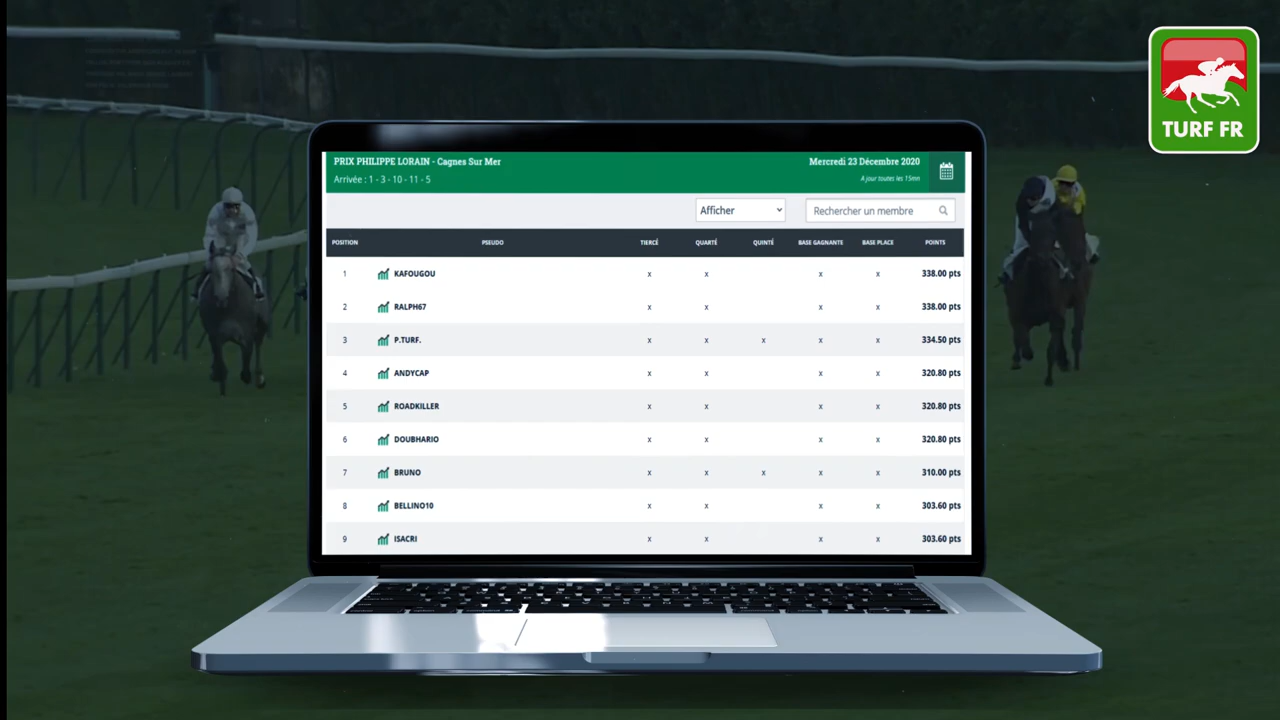 TURF FR
PRIX PHILIPPE LORAIN - Cagnes Sur Mer
Mercredi 23 Décembre 2020
Arrivée : 1 - 3 - 10 - 11 - 5
A jour toutes les 15mn
Afficher
Rechercher un membre
POSITION PSEUDO TIERCÉ QUARTÉ QUINTÉ BASE GAGNANTE BASE PLACE POINTS
1 KAFOUGOU x x x x 338.00 pts
2 RALPH67 x x x x 338.00 pts
3 P.TURF. x x x x x 334.50 pts
4 ANDYCAP x x x x 320.80 pts
5 ROADKILLER x x x x 320.80 pts
6 DOUBHARIO x x x x 320.80 pts
7 BRUNO x x x x x 310.00 pts
8 BELLINO10 x x x x 303.60 pts
9 ISACRI x x x x 303.60 pts